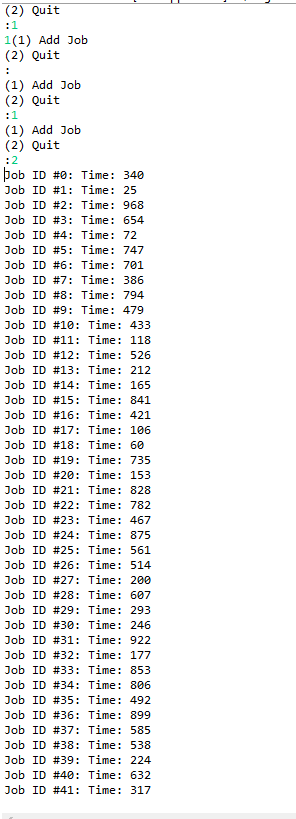 (2) Quit
:1
1(1) Add Job
(2) Quit
:
(1) Add Job
(2) Quit
:1
(1) Add Job
(2) Quit
:2
Job ID #0: Time: 340
Job ID #1: Time: 25
Job ID #2: Time: 968
Job ID #3: Time: 654
Job ID #4: Time: 72
Job ID #5: Time: 747
Job ID #6: Time: 701
Job ID #7: Time: 386
Job ID #8: Time: 794
Job ID #9: Time: 479
Job ID #10: Time: 433
Job ID #11: Time: 118
Job ID #12: Time: 526
Job ID #13: Time: 212
Job ID #14: Time: 165
Job ID #15: Time: 841
Job ID #16: Time: 421
Job ID #17: Time: 106
Job ID #18: Time: 60
Job ID #19: Time: 735
Job ID #20: Time: 153
Job ID #21: Time: 828
Job ID #22: Time: 782
Job ID #23: Time: 467
Job ID #24: Time: 875
Job ID #25: Time: 561
Job ID #26: Time: 514
Job ID #27: Time: 200
Job ID #28: Time: 607
Job ID #29: Time: 293
Job ID #30: Time: 246
Job ID #31: Time: 922
Job ID #32: Time: 177
Job ID #33: Time: 853
Job ID #34: Time: 806
Job ID #35: Time: 492
Job ID #36: Time: 899
Job ID #37: Time: 585
Job ID #38: Time: 538
Job ID #39: Time: 224
Job ID #40: Time: 632
Job ID #41: Time: 317